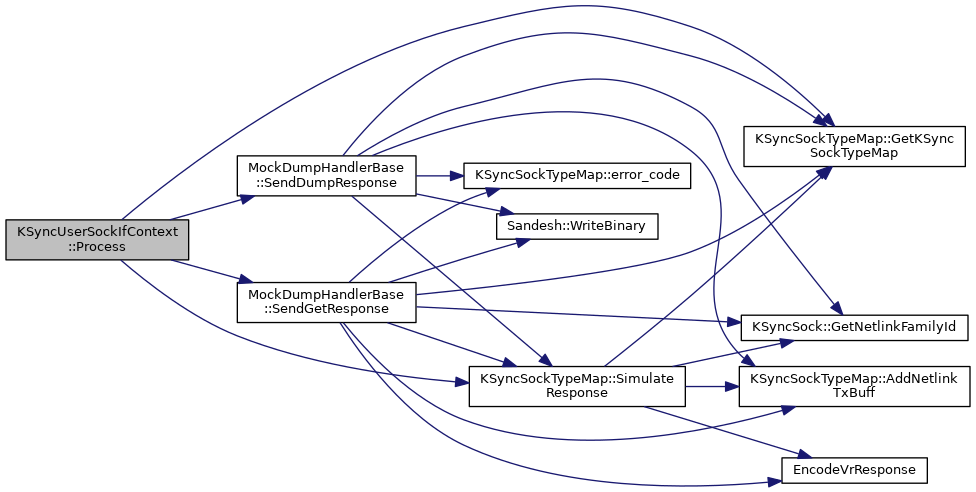 KSyncUserSockIfContext
::Process
MockDumpHandlerBase
::SendDumpResponse
MockDumpHandlerBase
::SendGetResponse
KSyncSockTypeMap::error_code
Sandesh::WriteBinary
KSyncSockTypeMap::Simulate
Response
KSyncSockTypeMap::GetKSync
SockTypeMap
KSyncSock::GetNetlinkFamilyId
KSyncSockTypeMap::AddNetlink
TxBuff
EncodeVrResponse